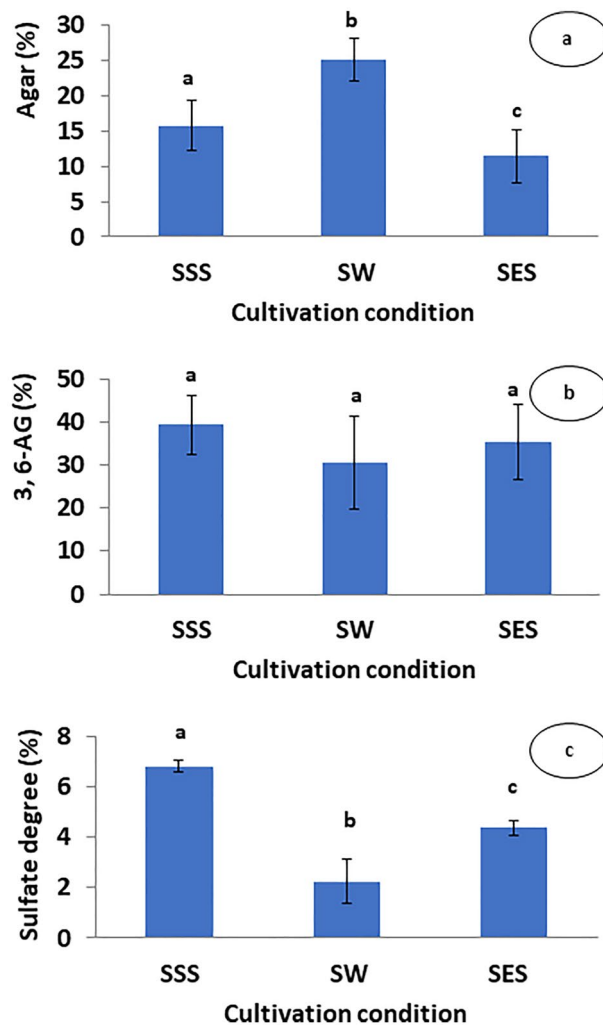 30
25
20
15
10
5
0
Agar (%)
a
b
c
a
SSS SW SES
Cultivation condition
50
40
30
20
10
0
3, 6-AG (%)
a
a
a
b
SSS SW SES
Cultivation condition
8
6
4
2
0
Sulfate degree (%)
a
b
c
c
SSS SW SES
Cultivation condition